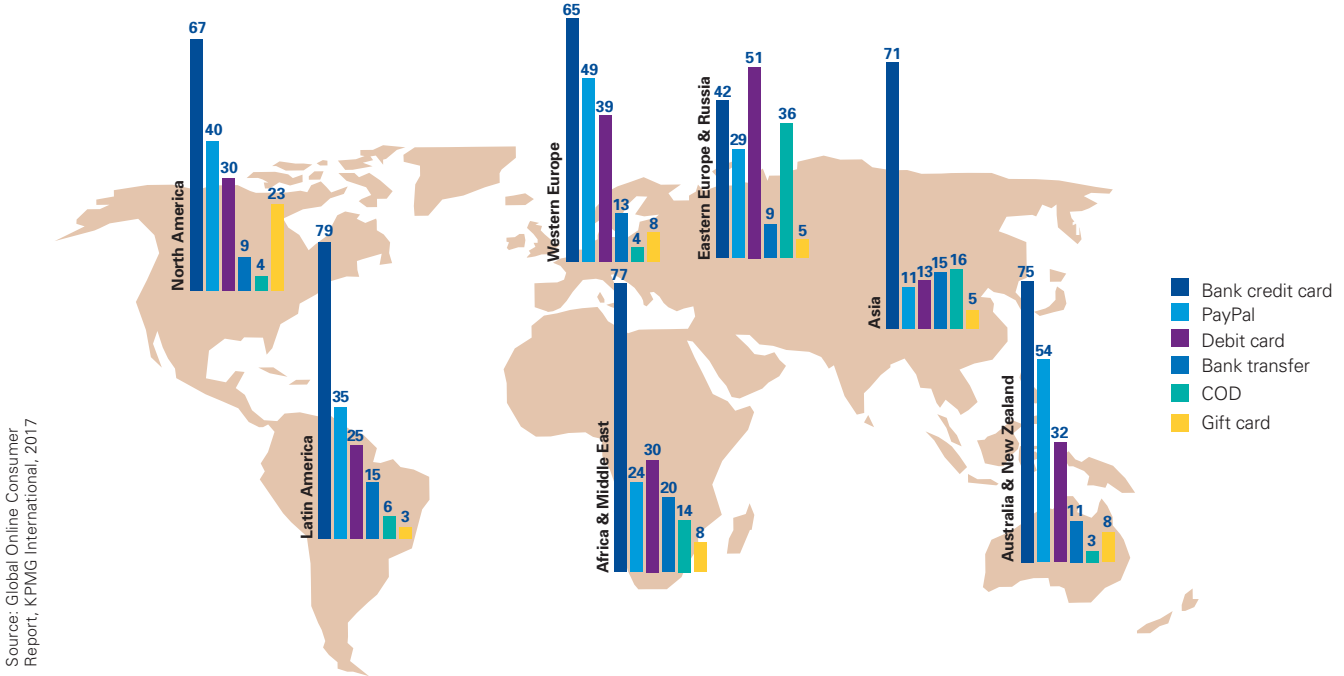 North America
67
40
30
9
4
23
Latin America
79
35
25
15
6
3
Western Europe
65
49
39
13
4
8
Africa & Middle East
77
24
30
20
14
8
Eastern Europe & Russia
42
29
51
9
36
5
Asia
71
11
13
15
16
5
Australia & New Zealand
75
54
32
11
3
8
Bank credit card
PayPal
Debit card
Bank transfer
COD
Gift card
Source: Global Online Consumer
Report, KPMG International, 2017